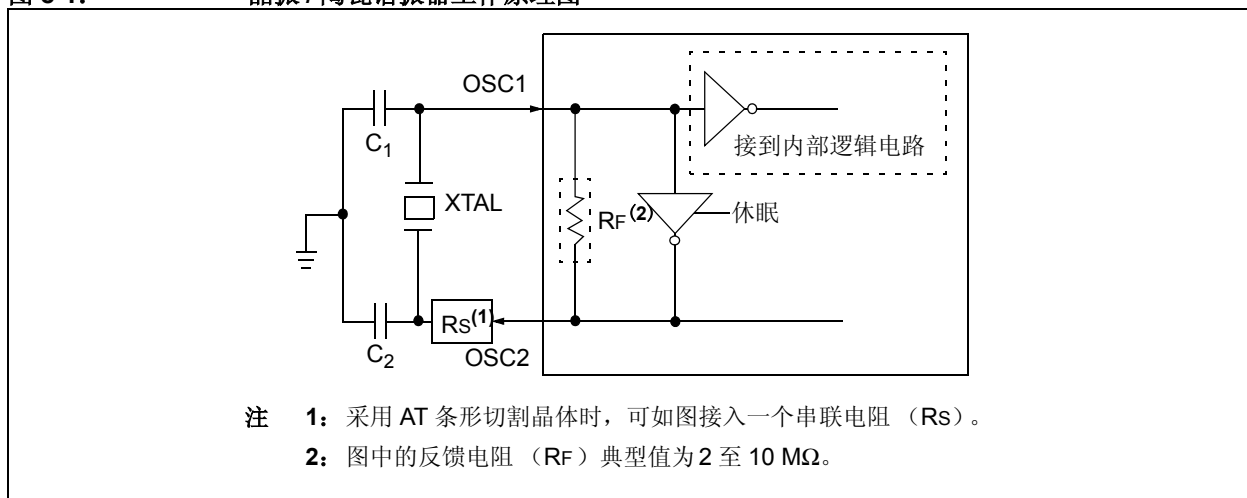 OSC1
C1
接到内部逻辑电路
XTAL
RF(2)
休眠
RS(1)
C2
OSC2
注 1：采用 AT 条形切割晶体时，可如图接入一个串联电阻 （RS）。
2：图中的反馈电阻 （RF）典型值为 2 至 10 MΩ。